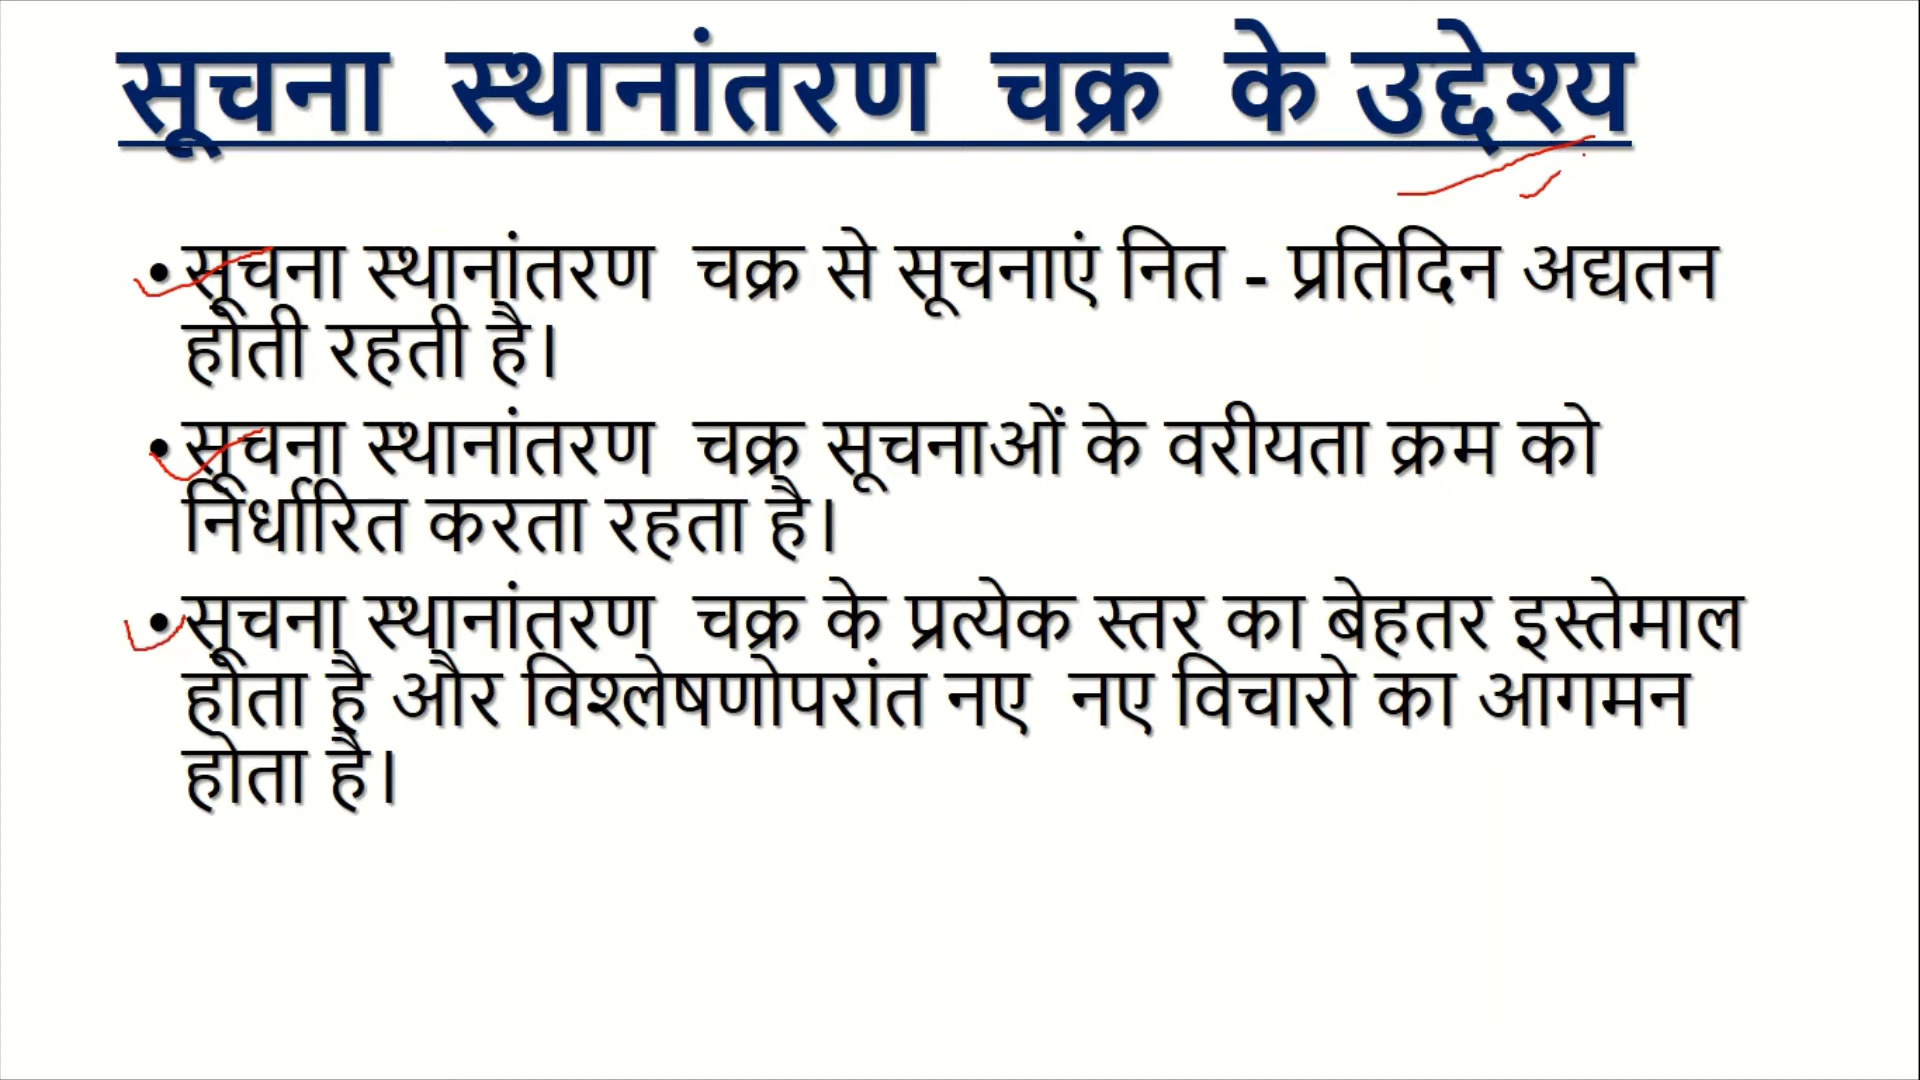 सूचना स्थानांतरण चक्र के उद्देश्य
• सूचना स्थानांतरण चक्र से सूचनाएं नित - प्रतिदिन अद्यतन
होती रहती है।
• सूचना स्थानांतरण चक्र सूचनाओं के वरीयता क्रम को
निर्धारित करता रहता है।
• सूचना स्थानांतरण चक्र के प्रत्येक स्तर का बेहतर इस्तेमाल
होता है और विश्लेषणोपरांत नए नए विचारो का आगमन
होता है।